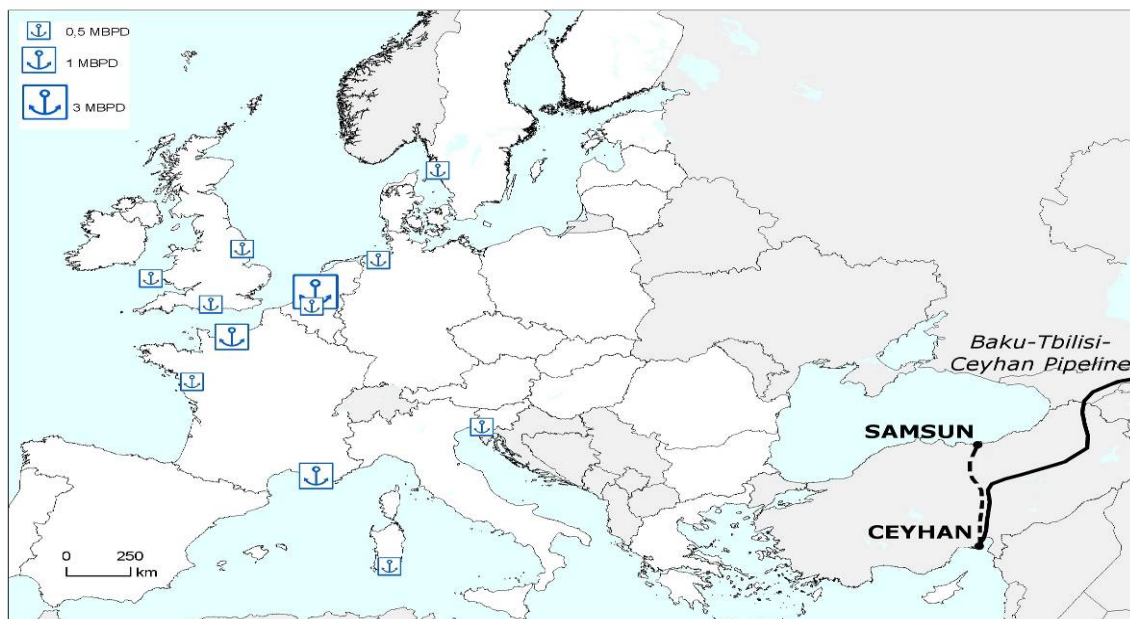 0,5 MBPD
1 MBPD
3 MBPD
Baku-Tbilisi-
Ceyhan Pipeline
SAMSUN
CEYHAN
0 250
km